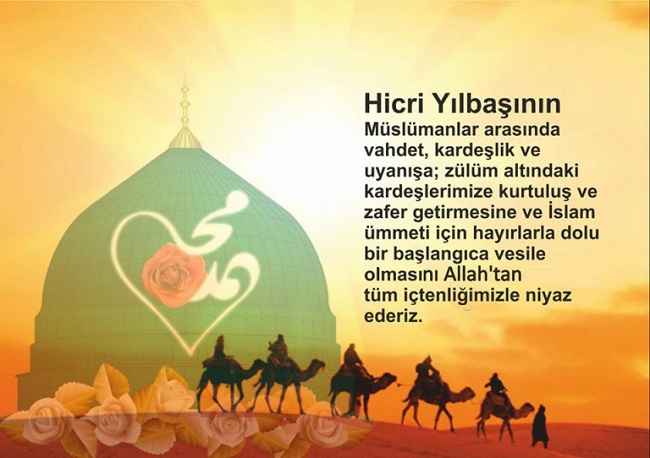 Hicri Yılbaşının
Müslümanlar arasında
vahdet, kardeşlik ve
uyanışa; zülüm altındaki
kardeşlerimize kurtuluş ve
zafer getirmesine ve İslam
ümmeti için hayırlarla dolu
bir başlangıca vesile
olmasını Allah'tan
tüm içtenliğimizle niyaz
ederiz.
محمد